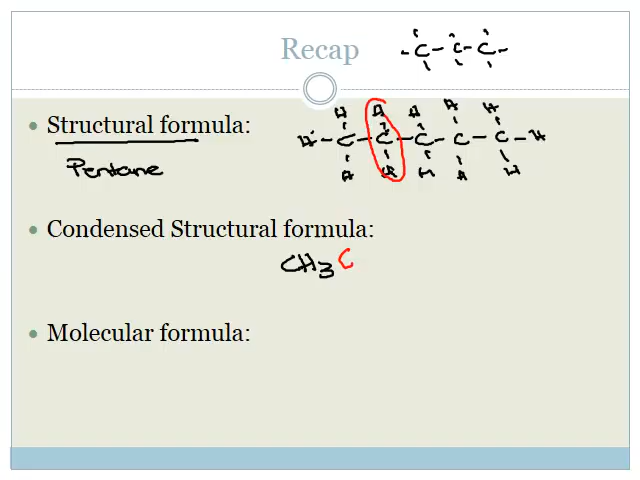 Recap
- C - C - C -
• Structural formula:
H H H H H
H - C - C - C - C - C - H
H H H H H
Pentane
• Condensed Structural formula:
CH3 C
• Molecular formula: